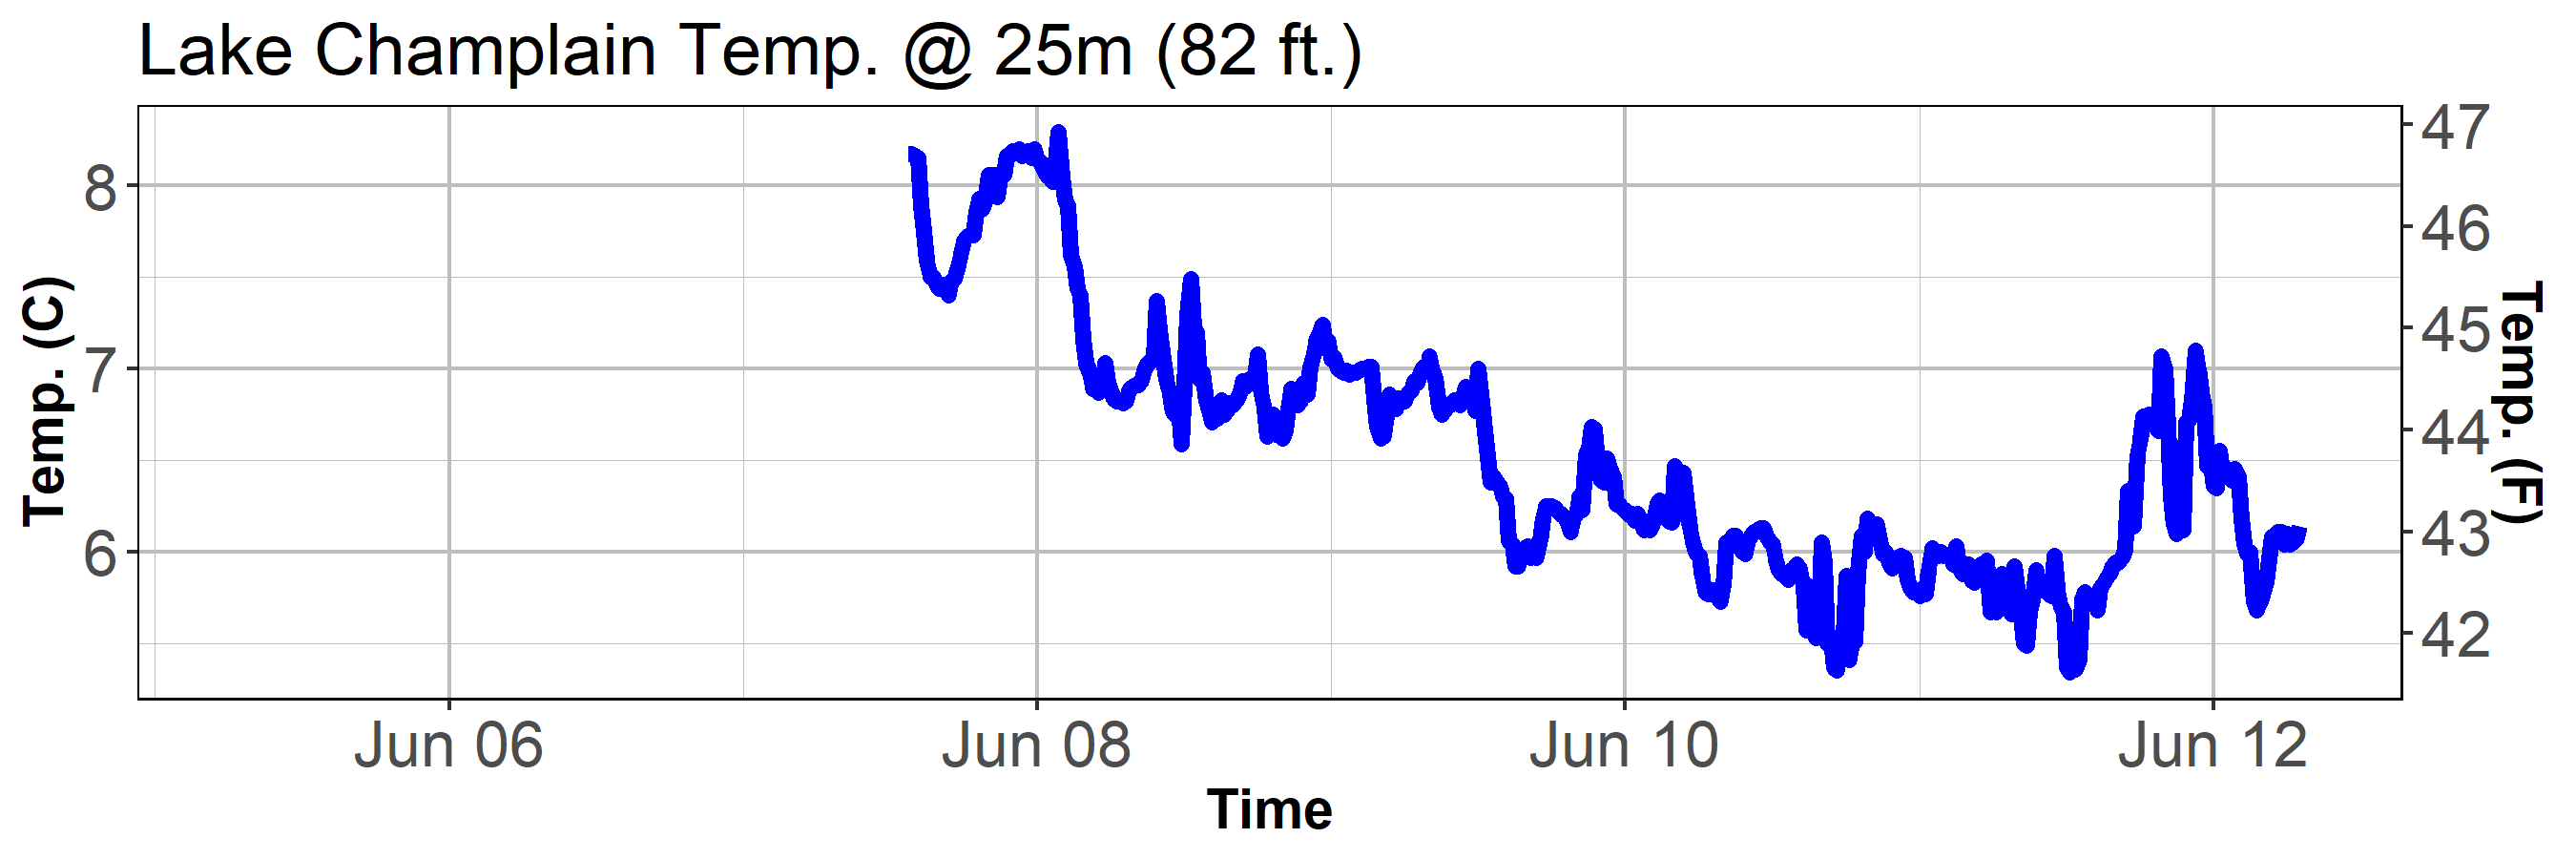 Lake Champlain Temp. @ 25m (82 ft.)
Temp. (C)
8
7
6
47
46
45
44
43
42
Temp. (F)
Jun 06
Jun 08
Jun 10
Jun 12
Time